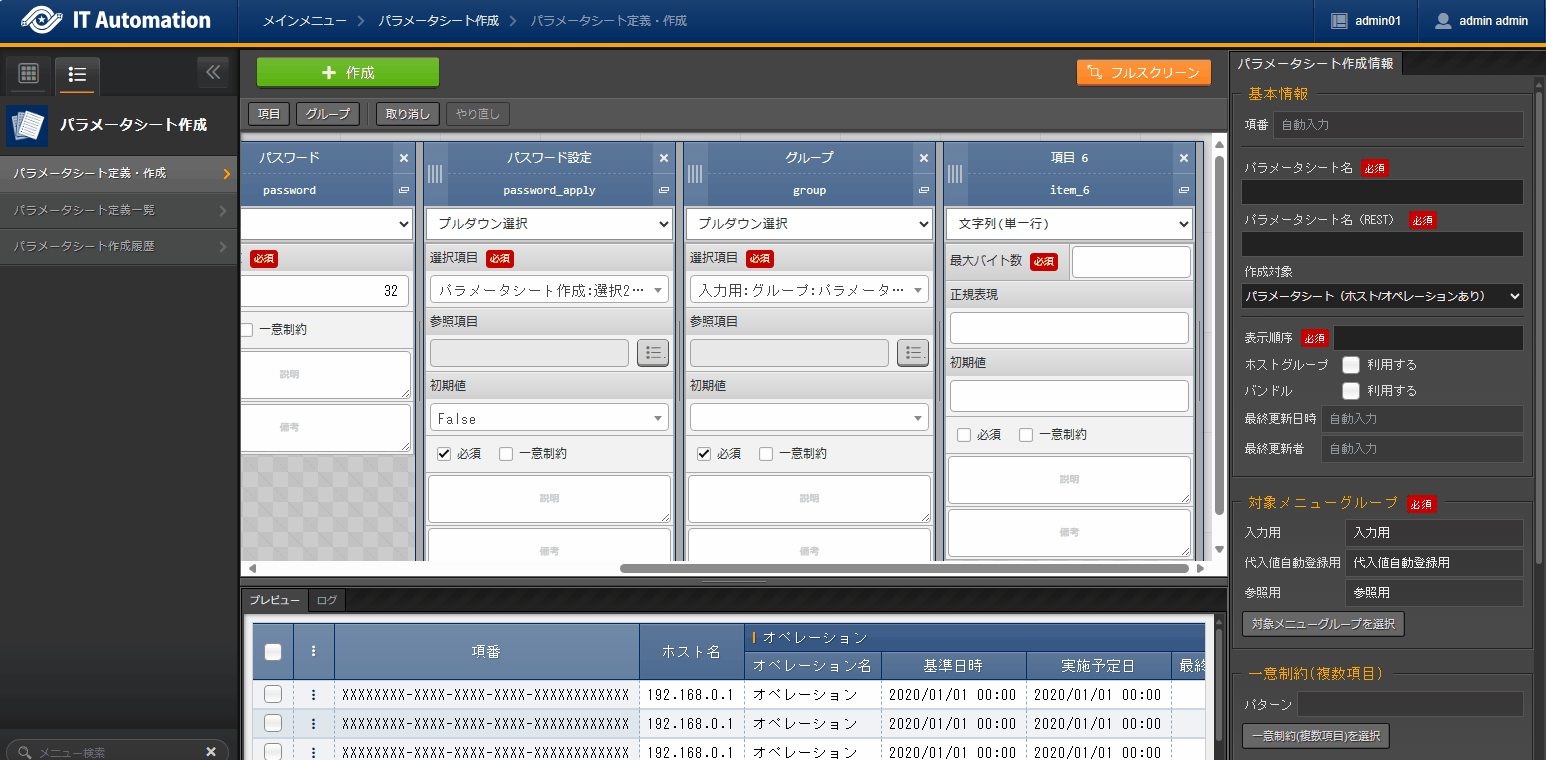 IT Automation
メインメニュー
パラメータシート作成
パラメータシート定義・作成
admin01
admin admin
パラメータシート作成
パラメータシート定義・作成
パラメータシート定義一覧
パラメータシート作成履歴
メニュー検索
作成
フルスクリーン
項目 グループ 取り消し やり直し
パスワード
password
必須
32
一意制約
説明
備考
パスワード設定
password_apply
プルダウン選択
選択項目 必須
パラメータシート作成:選択2…
参照項目
初期値
False
必須 一意制約
説明
備考
グループ
group
プルダウン選択
選択項目 必須
入力用:グループ:パラメータ…
参照項目
初期値
必須 一意制約
説明
備考
項目 6
item_6
文字列(単一行)
最大バイト数 必須
正規表現
初期値
必須 一意制約
説明
備考
プレビュー ログ
項番
ホスト名
オペレーション
オペレーション名 基準日時 実施予定日 最終
XXXXXXXX-XXXX-XXXX-XXXX-XXXXXXXXXXXX 192.168.0.1 オペレーション 2020/01/01 00:00 2020/01/01 00:00
XXXXXXXX-XXXX-XXXX-XXXX-XXXXXXXXXXXX 192.168.0.1 オペレーション 2020/01/01 00:00 2020/01/01 00:00
XXXXXXXX-XXXX-XXXX-XXXX-XXXXXXXXXXXX 192.168.0.1 オペレーション 2020/01/01 00:00 2020/01/01 00:00
パラメータシート作成情報
基本情報
項番 自動入力
パラメータシート名 必須
パラメータシート名（REST） 必須
作成対象
パラメータシート（ホスト/オペレーションあり）
表示順序 必須
ホストグループ 利用する
バンドル 利用する
最終更新日時 自動入力
最終更新者 自動入力
対象メニューグループ 必須
入力用 入力用
代入値自動登録用 代入値自動登録用
参照用 参照用
対象メニューグループを選択
一意制約(複数項目)
パターン
一意制約(複数項目)を選択